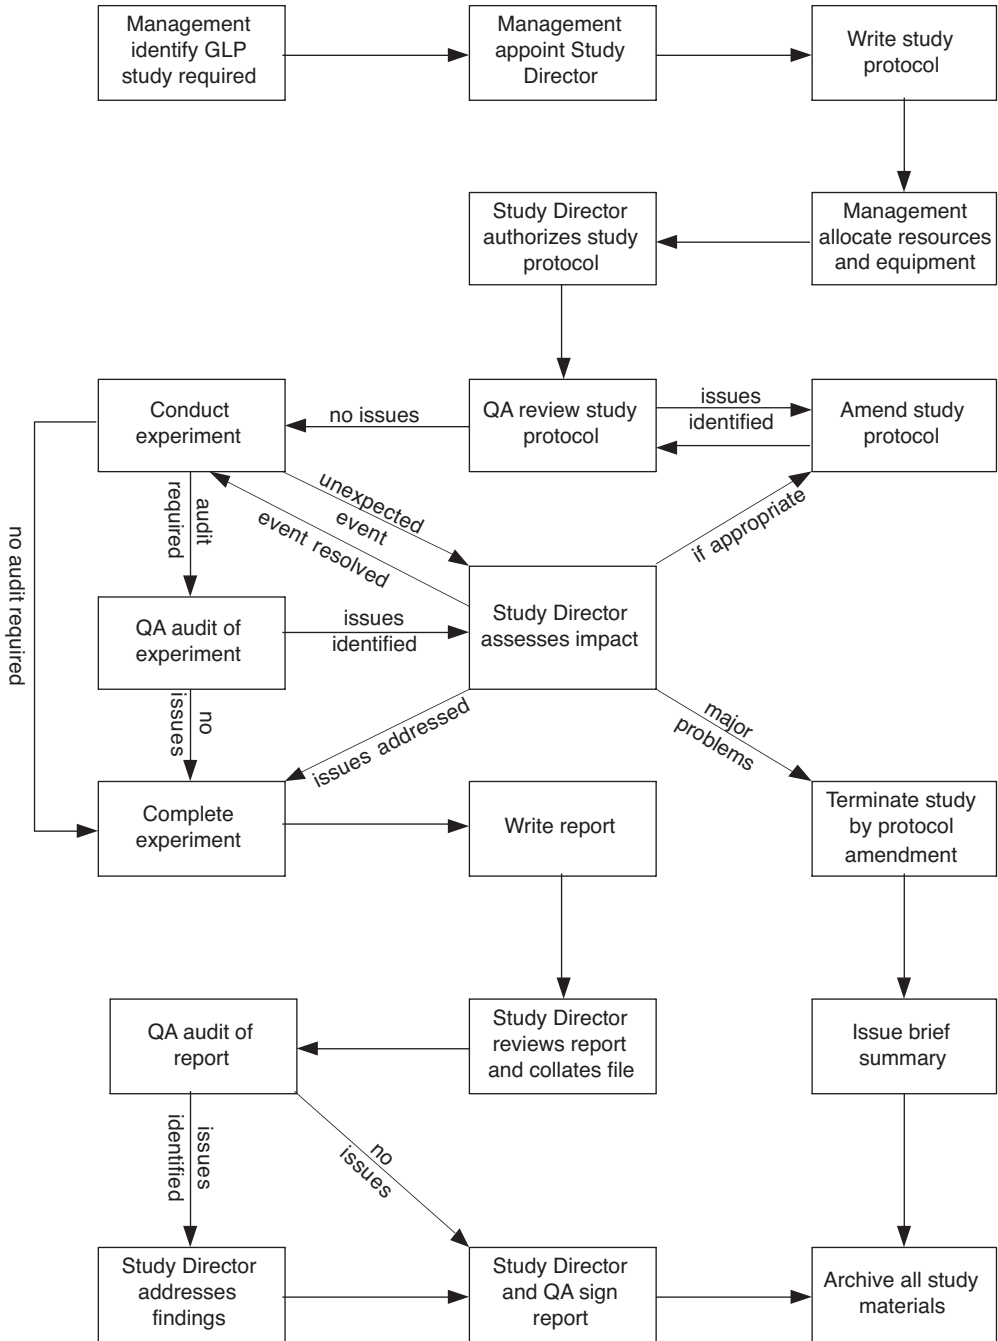 Management
identify GLP
study required
Management
appoint Study
Director
Write study
protocol
Study Director
authorizes study
protocol
Management
allocate resources
and equipment
Conduct
experiment
no issues
QA review study
protocol
issues
identified
Amend study
protocol
no audit required
audit
required
unexpected
event
event resolved
if appropriate
QA audit of
experiment
issues
identified
Study Director
assesses impact
no
issues
issues addressed
major
problems
Complete
experiment
Write report
Terminate study
by protocol
amendment
QA audit of
report
Study Director
reviews report
and collates file
Issue brief
summary
issues
identified
no
issues
Study Director
addresses
findings
Study Director
and QA sign
report
Archive all study
materials